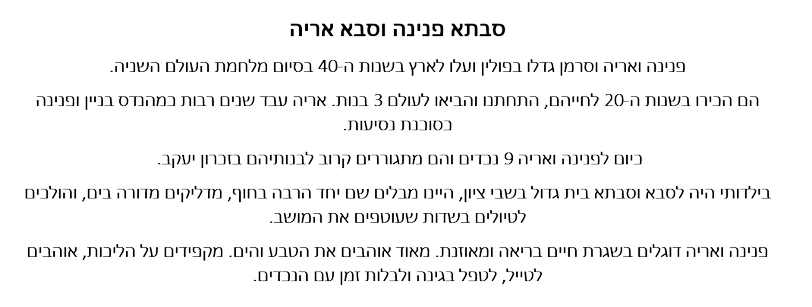 סבתא פנינה וסבא אריה
פנינה ואריה וסרמן גדלו בפולין ועלו לארץ בשנות ה-40 בסיום מלחמת העולם השניה.
הם הכירו בשנות ה-20 לחייהם, התחתנו והביאו לעולם 3 בנות. אריה עבד שנים רבות כמהנדס בניין ופנינה
כסוכנת נסיעות.
כיום לפנינה ואריה 9 נכדים והם מתגוררים קרוב לבנותיהם בזכרון יעקב.
בילדותי היה לסבא וסבתא בית גדול בשבי ציון, היינו מבלים שם יחד הרבה בחוף, מדליקים מדורה בים, והולכים
לטיולים בשדות שעוטפים את המושב.
פנינה ואריה דוגלים בשגרת חיים בריאה ומאוזנת. מאוד אוהבים את הטבע והים. מקפידים על הליכות, אוהבים
לטייל, לטפל בגינה ולבלות זמן עם הנכדים.